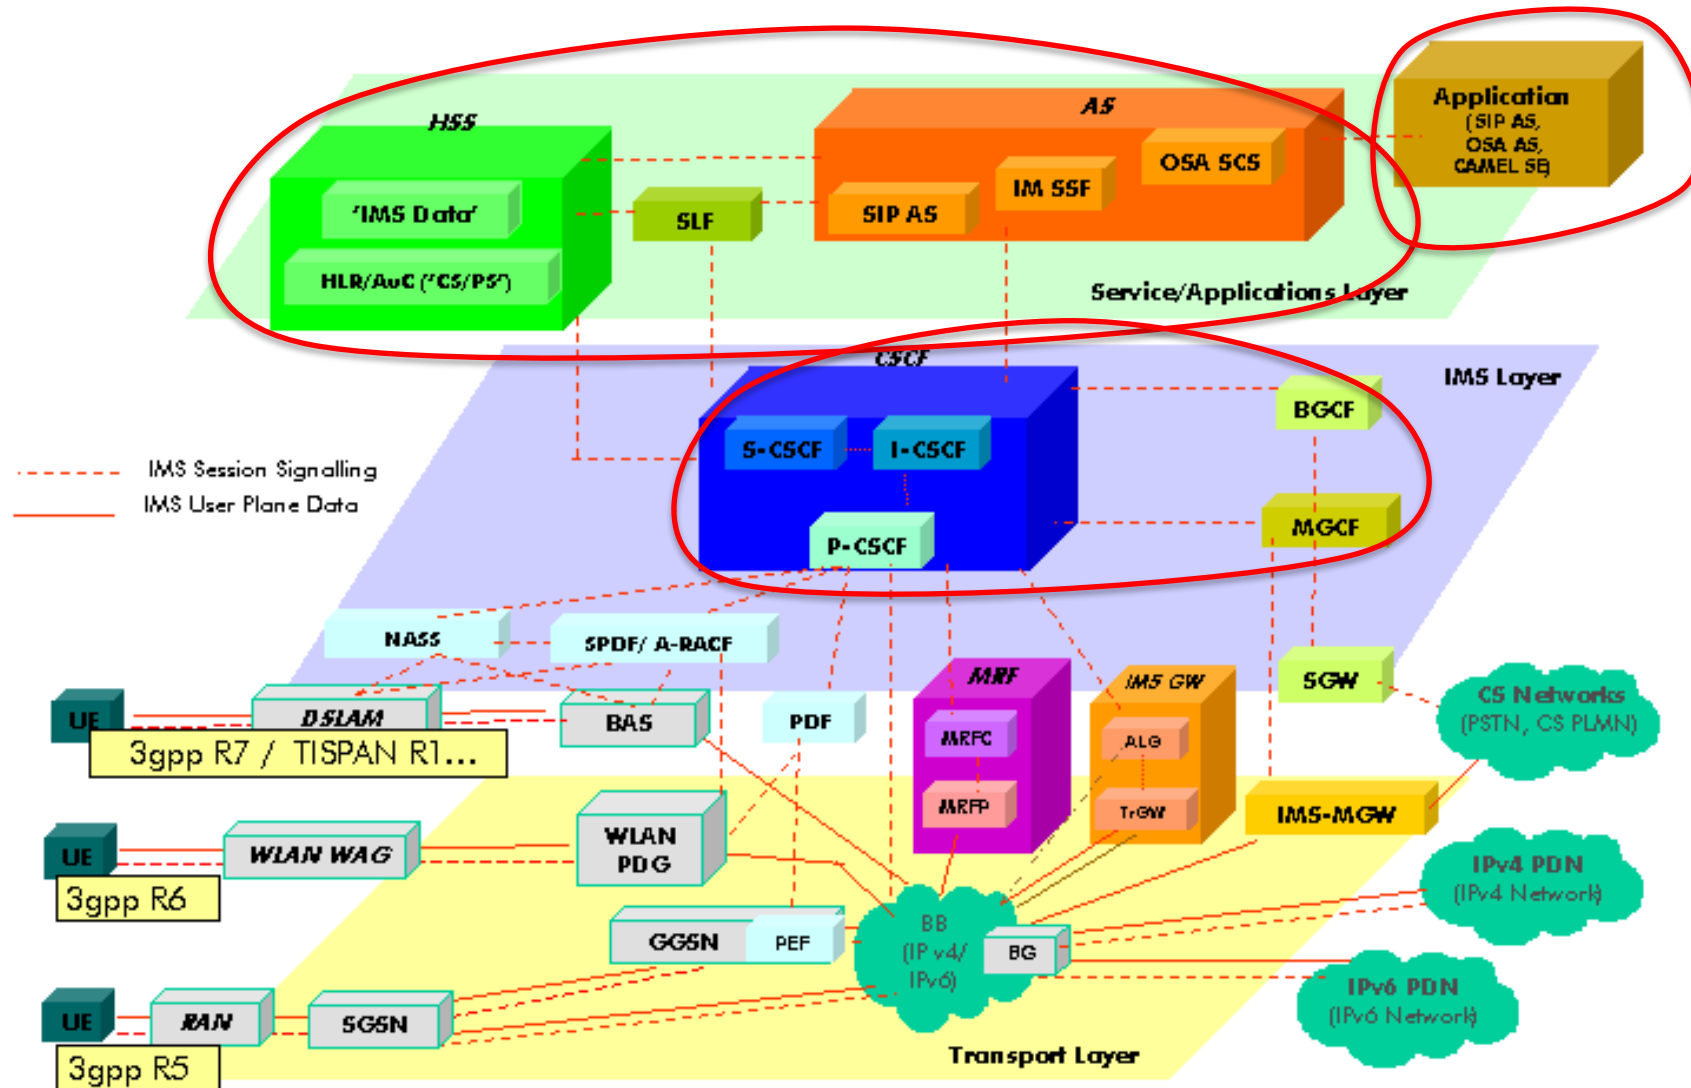 HSS
AS
Application
(SIP AS,
OSA AS,
CAMEL SE)
'IMS Data'
SLF
SIP AS
IM SSF
OSA SCS
HLR/AuC ('CS/PS')
Service/Applications Layer
CSCF
IMS Layer
BGCF
S-CSCF
I-CSCF
IMS Session Signalling
IMS User Plane Data
MGCF
P-CSCF
NASS
SPDF/ A-RACF
MRF
IMS GW
SGW
CS Networks
(PSTN, CS PLMN)
UE
DSLAM
BAS
PDF
MRFC
ALG
3gpp R7 / TISPAN R1...
MRFP
TrGW
IMS-MGW
UE
WLAN WAG
WLAN
PDG
IPv4 PDN
(IPv4 Network)
3gpp R6
GGSN
PEF
BB
(IP v4/
IPv6)
BG
IPv6 PDN
(IPv6 Network)
UE
RAN
SGSN
3gpp R5
Transport Layer